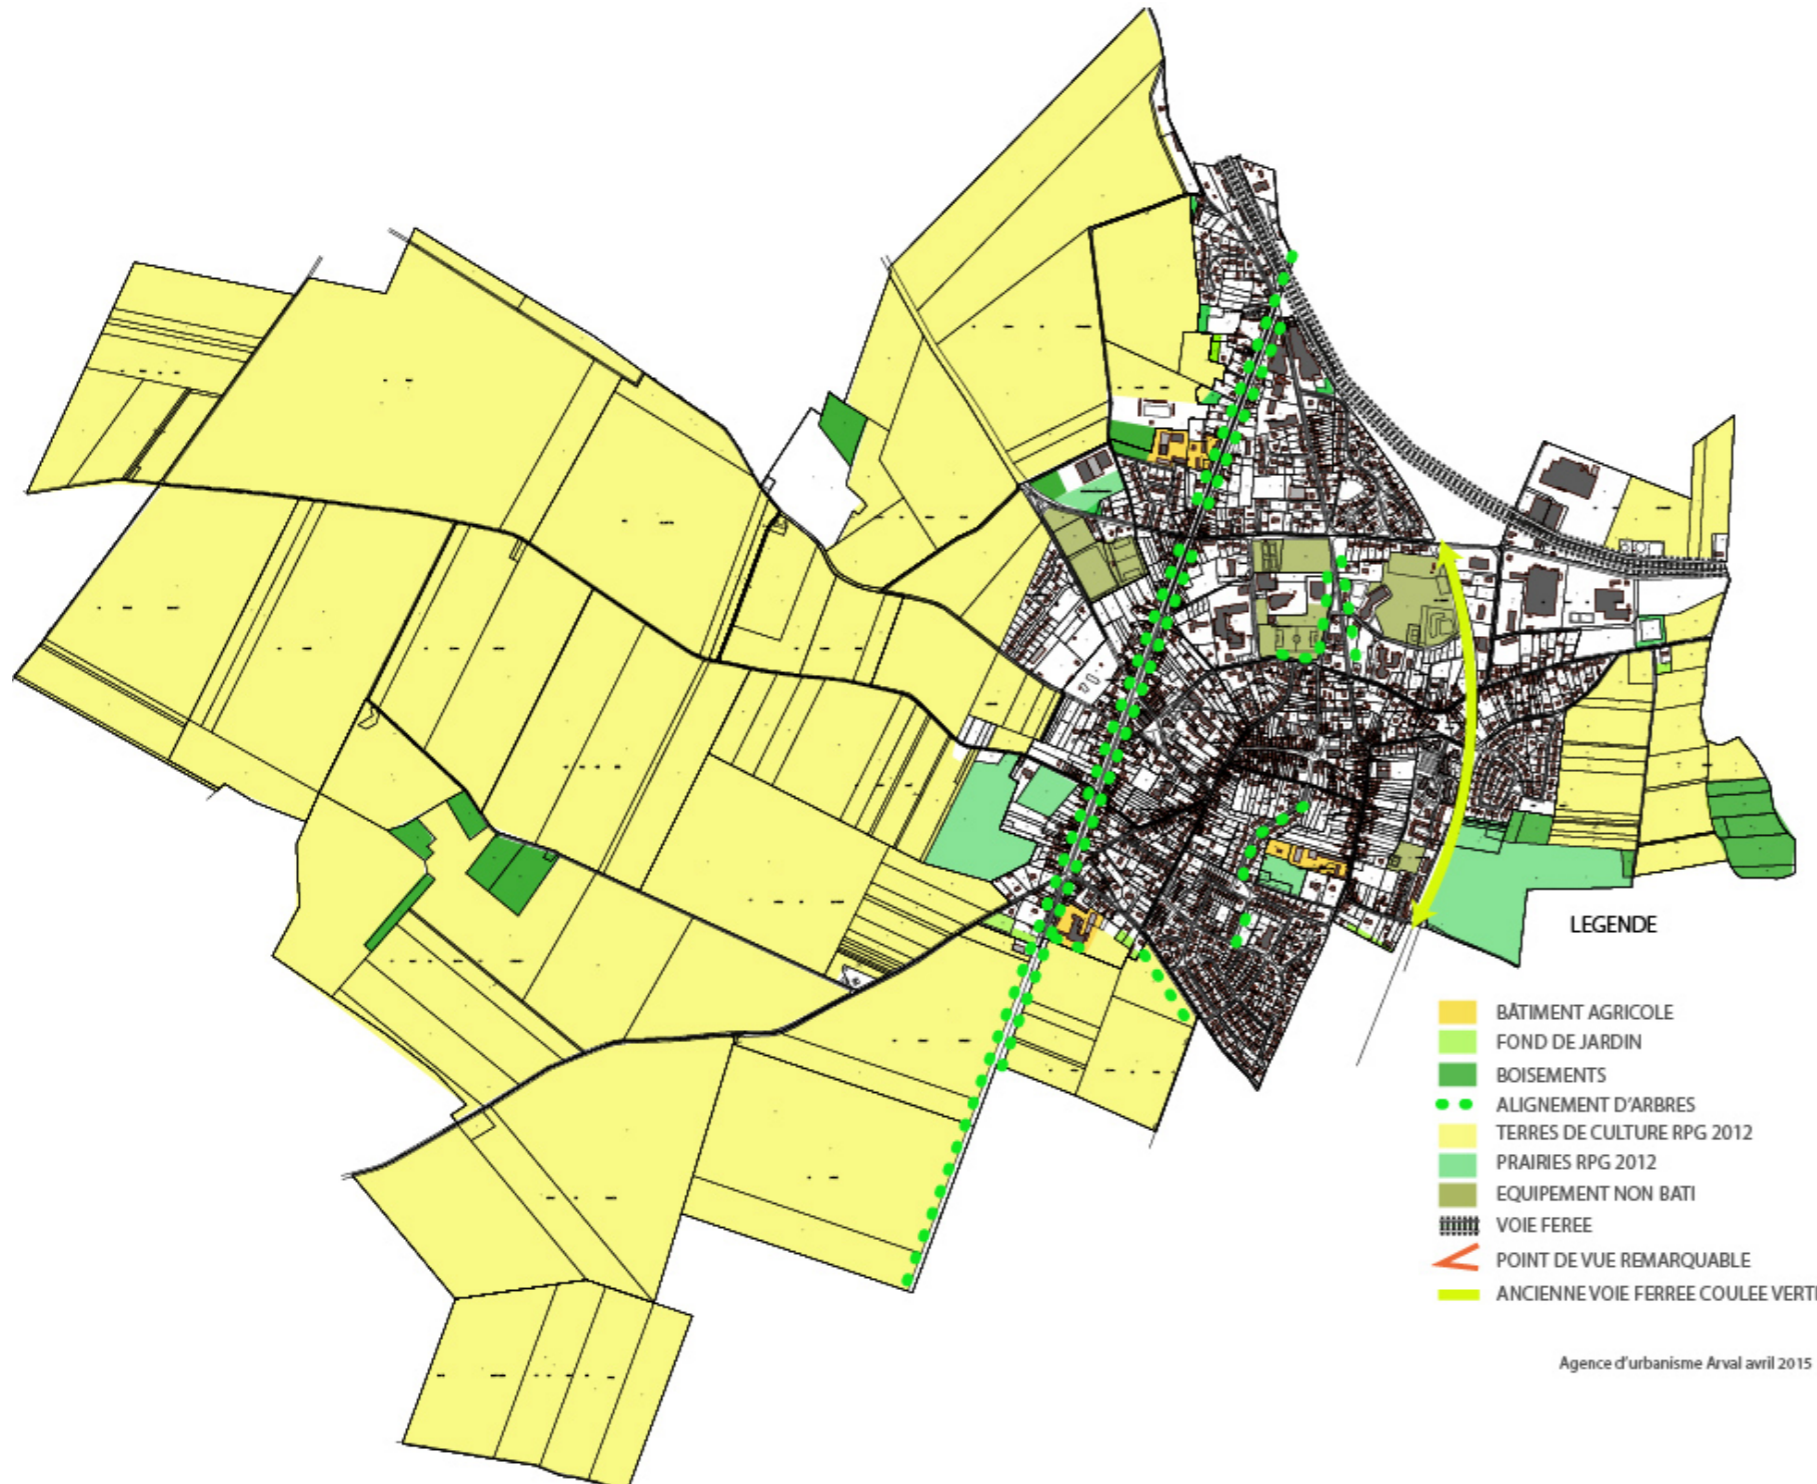 LEGENDE
BÂTIMENT AGRICOLE
FOND DE JARDIN
BOISEMENTS
ALIGNEMENT D'ARBRES
TERRES DE CULTURE RPG 2012
PRAIRIES RPG 2012
EQUIPEMENT NON BATI
VOIE FEREE
POINT DE VUE REMARQUABLE
ANCIENNE VOIE FERREE COULEE VERT
Agence d'urbanisme Arval avril 2015